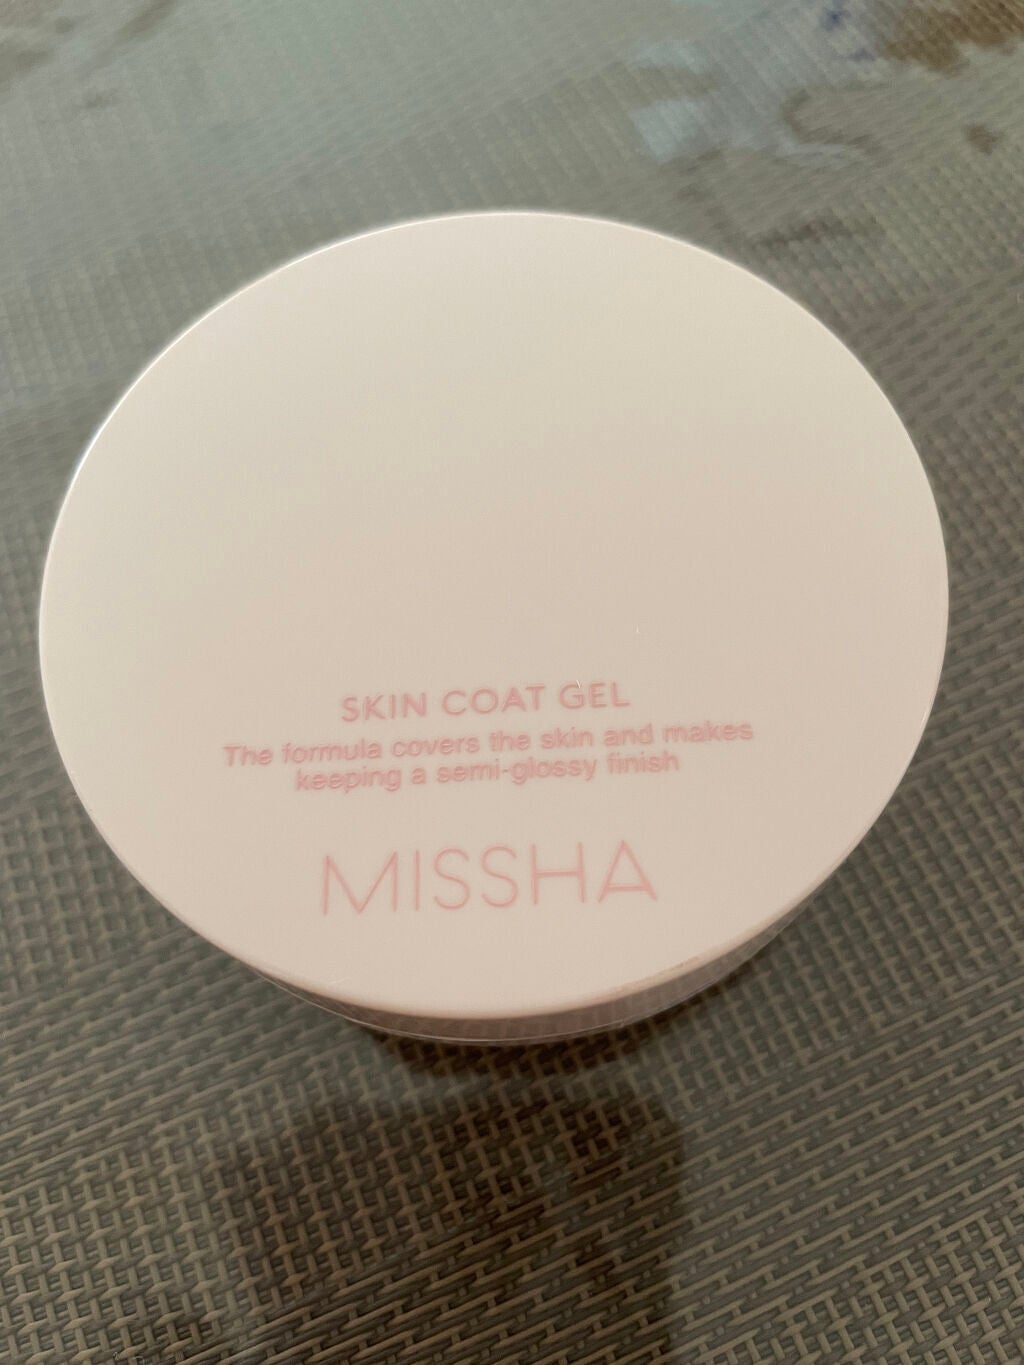 SKIN COAT GEL
The formula covers the skin and makes
keeping a semi-glossy finish
MISSHA